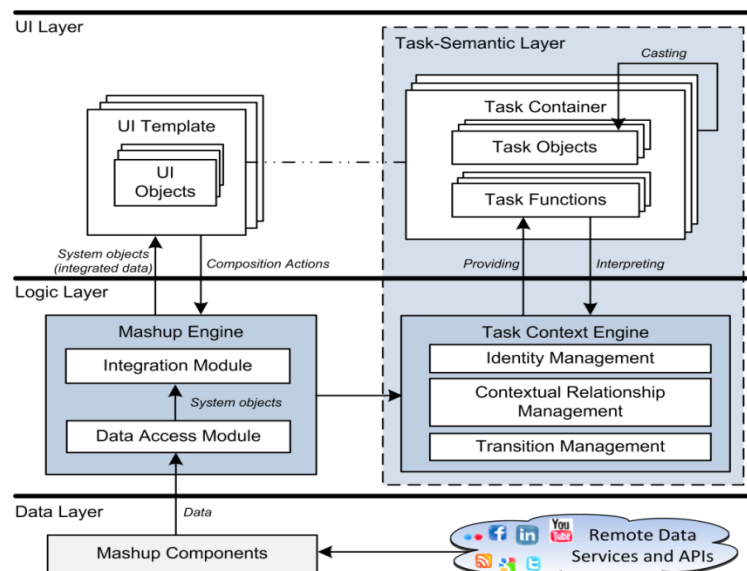 UI Layer
Task-Semantic Layer
Casting
Task Container
Task Objects
Task Functions
UI Template
UI
Objects
System objects
(integrated data)
Composition Actions
Providing
Interpreting
Logic Layer
Mashup Engine
Integration Module
System objects
Data Access Module
Task Context Engine
Identity Management
Contextual Relationship
Management
Transition Management
Data Layer
Data
Mashup Components
f
in
You
Tube
t
g
Remote Data
Services and APIs